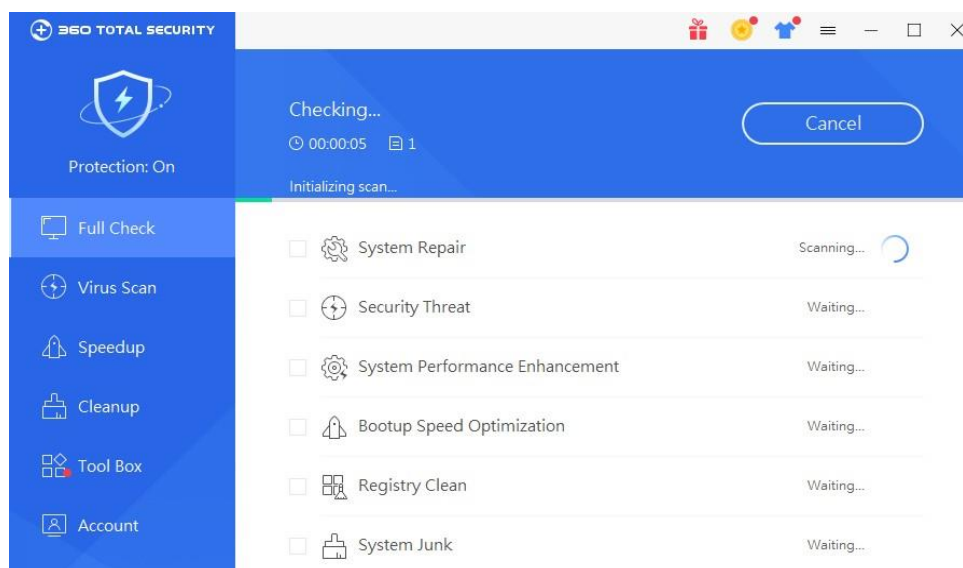 360 TOTAL SECURITY
Protection: On
Full Check
Virus Scan
Speedup
Cleanup
Tool Box
Account
Checking...
00:00:05 1
Initializing scan...
Cancel
System Repair Scanning...
Security Threat Waiting...
System Performance Enhancement Waiting...
Bootup Speed Optimization Waiting...
Registry Clean Waiting...
System Junk Waiting...